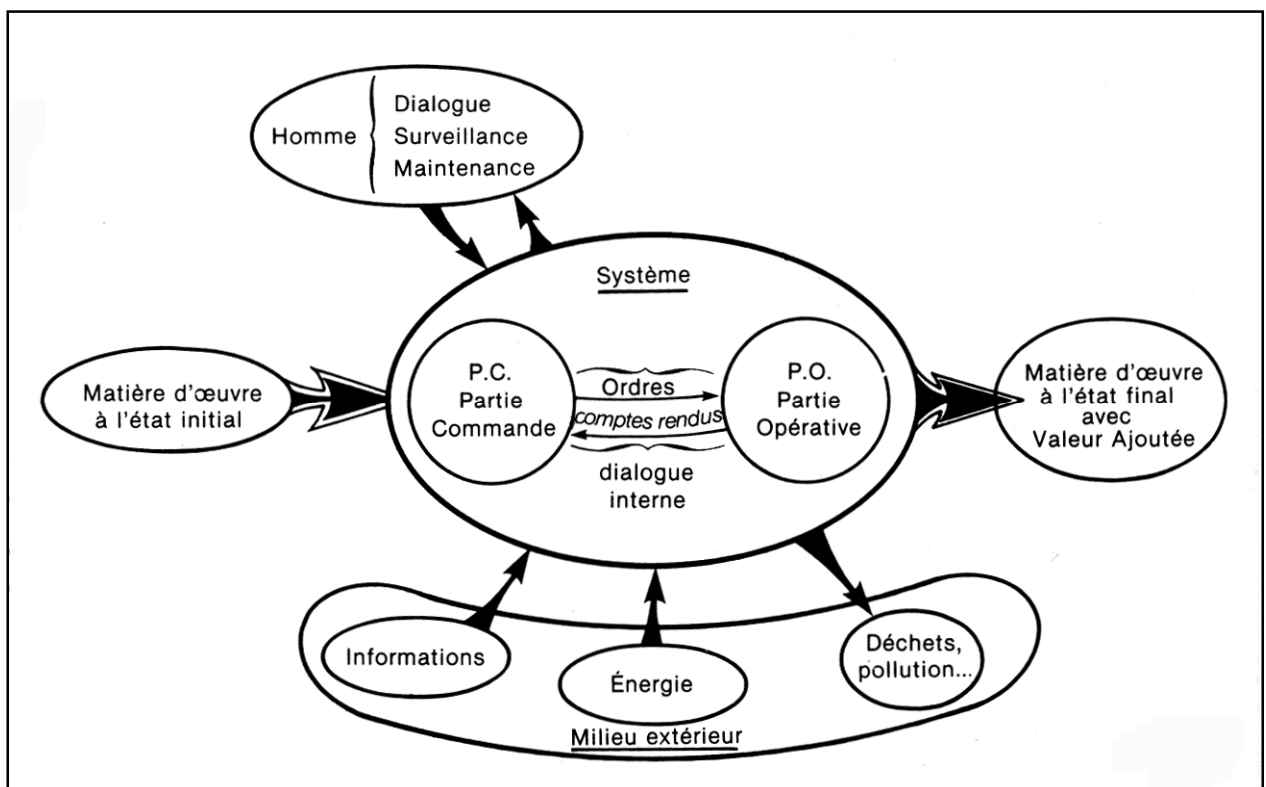 Homme
Dialogue
Surveillance
Maintenance
Système
Matière d'œuvre
à l'état initial
P.C.
Partie
Commande
Ordres
comptes rendus
dialogue
interne
P.O.
Partie
Opérative
Matière d'œuvre
à l'état final
avec
Valeur Ajoutée
Informations
Énergie
Déchets,
pollution...
Milieu extérieur